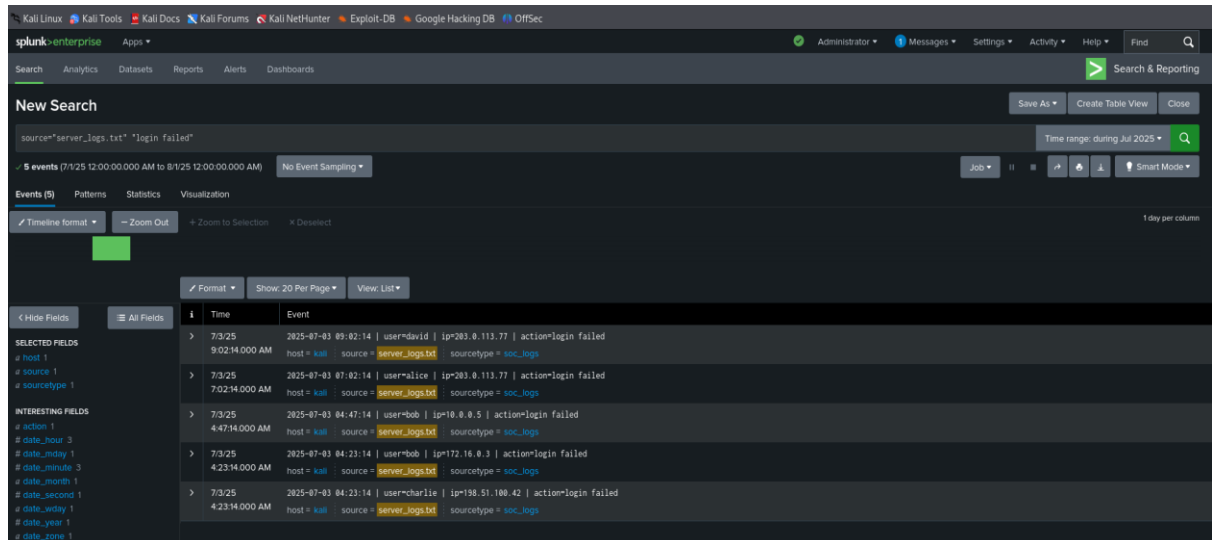 Kali Linux Kali Tools Kali Docs Kali Forums Kali NetHunter Exploit-DB Google Hacking DB OffSec
splunk>enterprise Apps Administrator 1 Messages Settings Activity Help Find
Search Analytics Datasets Reports Alerts Dashboards Search & Reporting
New Search Save As Create Table View Close
source="server_logs.txt" "login failed" Time range: during Jul 2025
5 events (7/1/25 12:00:00.000 AM to 8/1/25 12:00:00.000 AM) No Event Sampling Job Smart Mode
Events (5) Patterns Statistics Visualization
Timeline format – Zoom Out + Zoom to Selection × Deselect 1 day per column
Format Show: 20 Per Page View: List
< Hide Fields All Fields i Time Event
SELECTED FIELDS
a host 1
a source 1
a sourcetype 1
INTERESTING FIELDS
a action 1
# date_hour 3
# date_mday 1
# date_minute 3
a date_month 1
# date_second 1
a date_wday 1
# date_year 1
a date_zone 1
> 7/3/25 2025-07-03 09:02:14 | user=david | ip=203.0.113.77 | action=login failed
9:02:14.000 AM host = kali source = server_logs.txt sourcetype = soc_logs
> 7/3/25 2025-07-03 07:02:14 | user=alice | ip=203.0.113.77 | action=login failed
7:02:14.000 AM host = kali source = server_logs.txt sourcetype = soc_logs
> 7/3/25 2025-07-03 04:47:14 | user=bob | ip=10.0.0.5 | action=login failed
4:47:14.000 AM host = kali source = server_logs.txt sourcetype = soc_logs
> 7/3/25 2025-07-03 04:23:14 | user=bob | ip=172.16.0.3 | action=login failed
4:23:14.000 AM host = kali source = server_logs.txt sourcetype = soc_logs
> 7/3/25 2025-07-03 04:23:14 | user=charlie | ip=198.51.100.42 | action=login failed
4:23:14.000 AM host = kali source = server_logs.txt sourcetype = soc_logs